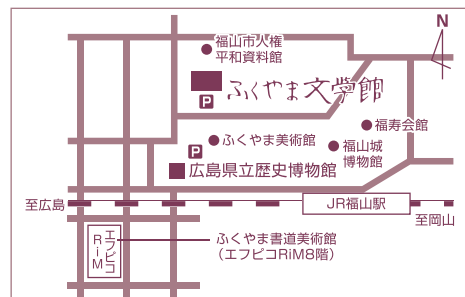 N
福山市人権
平和資料館
ふくやま文学館
P
福寿会館
ふくやま美術館
福山城
博物館
P
広島県立歴史博物館
至広島
JR福山駅
至岡山
エフピコ
RiM
ふくやま書道美術館
（エフピコRiM8階）